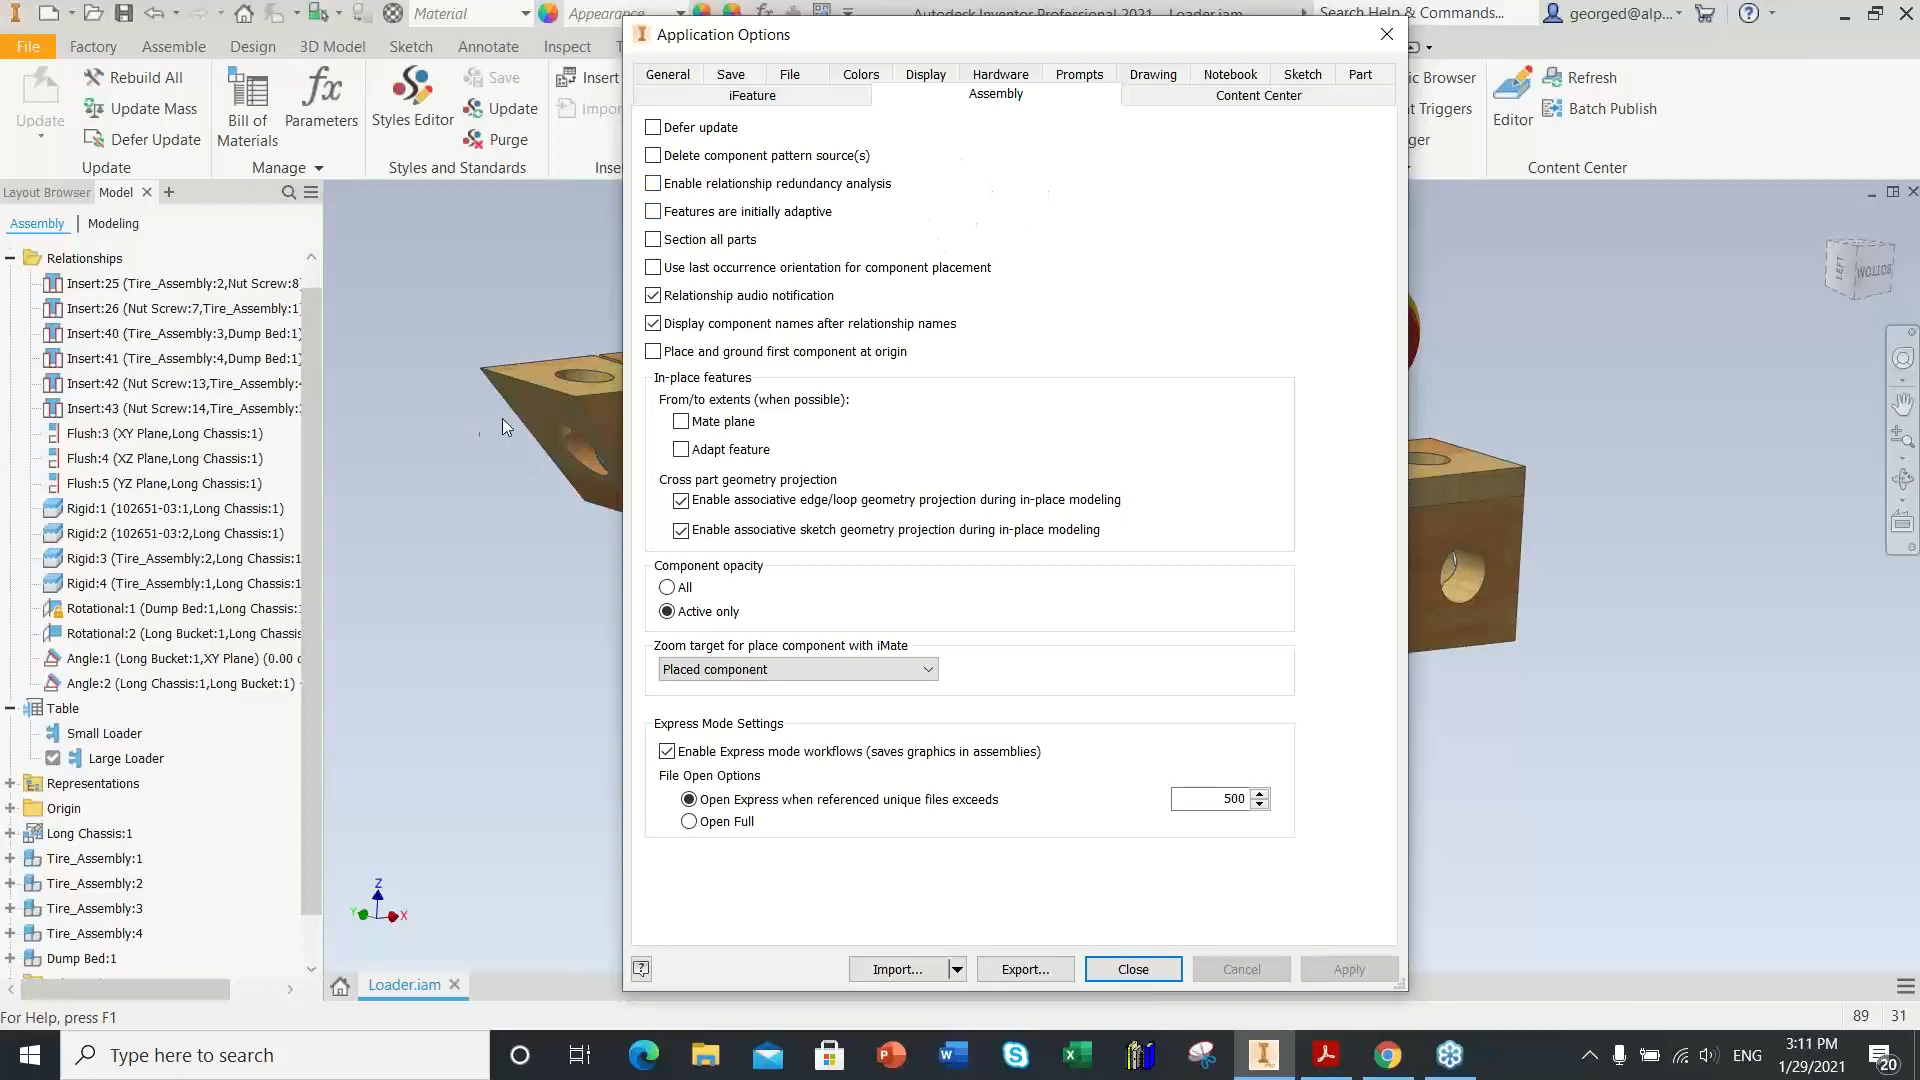 Material
Appearance
Autodesk Inventor Professional 2021 Loader.iam
Search Help & Commands...
georged@alp...
File
Factory
Assemble
Design
3D Model
Sketch
Annotate
Inspect
Rebuild All
Update Mass
Defer Update
Update
Update
Bill of
Materials
Parameters
Manage
Styles Editor
Save
Update
Purge
Styles and Standards
Insert
Impor
Inse
ic Browser
t Triggers
ger
Editor
Refresh
Batch Publish
Content Center
Layout Browser
Model
Assembly
Modeling
Relationships
Insert:25 (Tire_Assembly:2,Nut Screw:8
Insert:26 (Nut Screw:7,Tire_Assembly:1
Insert:40 (Tire_Assembly:3,Dump Bed:1)
Insert:41 (Tire_Assembly:4,Dump Bed:1)
Insert:42 (Nut Screw:13,Tire_Assembly:4
Insert:43 (Nut Screw:14,Tire_Assembly:3
Flush:3 (XY Plane,Long Chassis:1)
Flush:4 (XZ Plane,Long Chassis:1)
Flush:5 (YZ Plane,Long Chassis:1)
Rigid:1 (102651-03:1,Long Chassis:1)
Rigid:2 (102651-03:2,Long Chassis:1)
Rigid:3 (Tire_Assembly:2,Long Chassis:1
Rigid:4 (Tire_Assembly:1,Long Chassis:1
Rotational:1 (Dump Bed:1,Long Chassis:
Rotational:2 (Long Bucket:1,Long Chassis
Angle:1 (Long Bucket:1,XY Plane) (0.00 d
Angle:2 (Long Chassis:1,Long Bucket:1)
Table
Small Loader
Large Loader
Representations
Origin
Long Chassis:1
Tire_Assembly:1
Tire_Assembly:2
Tire_Assembly:3
Tire_Assembly:4
Dump Bed:1
Application Options
General
Save
File
Colors
Display
Hardware
Prompts
Drawing
Notebook
Sketch
Part
iFeature
Assembly
Content Center
Defer update
Delete component pattern source(s)
Enable relationship redundancy analysis
Features are initially adaptive
Section all parts
Use last occurrence orientation for component placement
Relationship audio notification
Display component names after relationship names
Place and ground first component at origin
In-place features
From/to extents (when possible):
Mate plane
Adapt feature
Cross part geometry projection
Enable associative edge/loop geometry projection during in-place modeling
Enable associative sketch geometry projection during in-place modeling
Component opacity
All
Active only
Zoom target for place component with iMate
Placed component
Express Mode Settings
Enable Express mode workflows (saves graphics in assemblies)
File Open Options
Open Express when referenced unique files exceeds
500
Open Full
Import...
Export...
Close
Cancel
Apply
LEFT
BOTTOM
Z
Y
X
Loader.iam
For Help, press F1
89 31
Type here to search
ENG
3:11 PM
1/29/2021
20